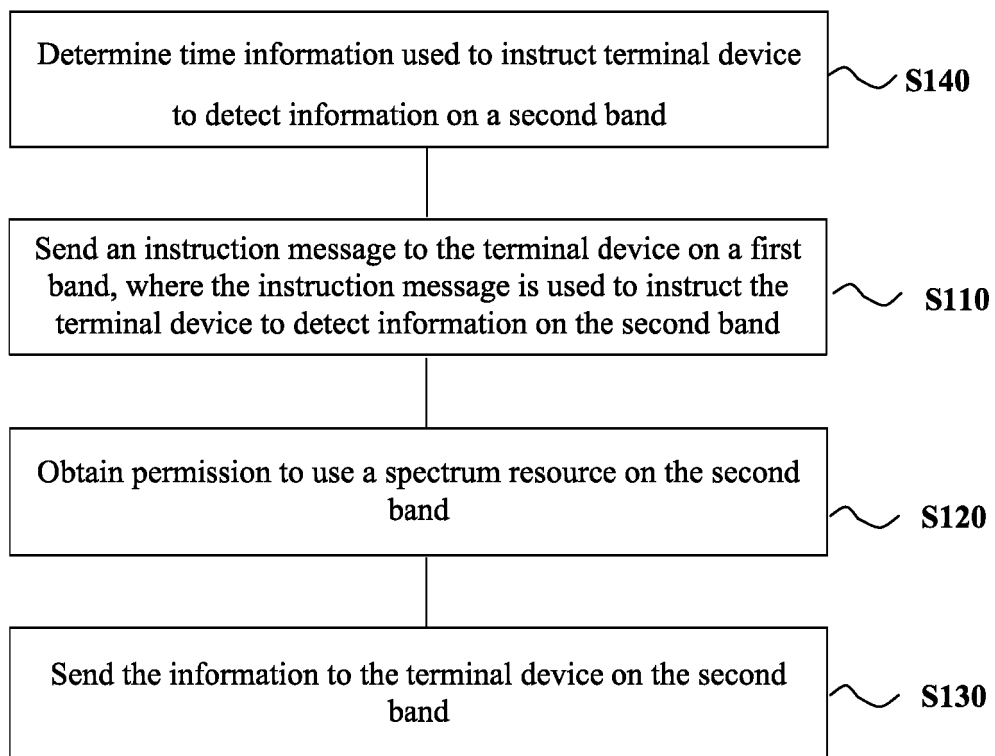 Determine time information used to instruct terminal device
to detect information on a second band
S140
Send an instruction message to the terminal device on a first
band, where the instruction message is used to instruct the
terminal device to detect information on the second band
S110
Obtain permission to use a spectrum resource on the second
band
S120
Send the information to the terminal device on the second
band
S130